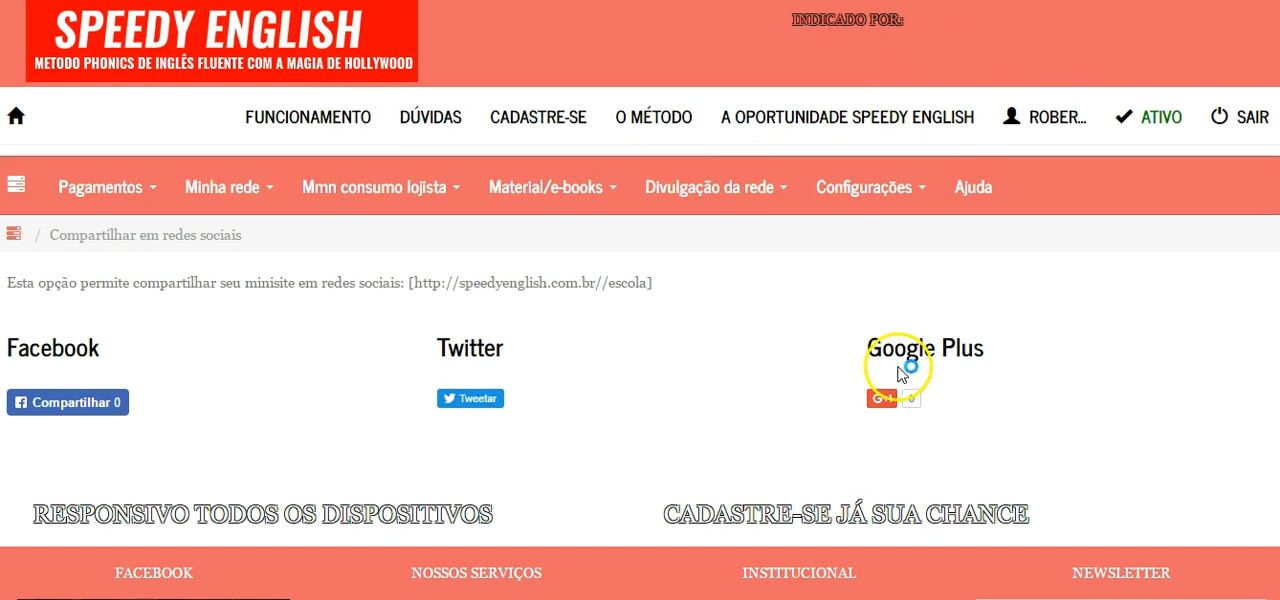 SPEEDY ENGLISH
METODO PHONICS DE INGLÊS FLUENTE COM A MAGIA DE HOLLYWOOD
INDICADO POR:
FUNCIONAMENTO DÚVIDAS CADASTRE-SE O MÉTODO A OPORTUNIDADE SPEEDY ENGLISH ROBER... ATIVO SAIR
Pagamentos Minha rede Mmn consumo lojista Material/e-books Divulgação da rede Configurações Ajuda
/ Compartilhar em redes sociais
Esta opção permite compartilhar seu minisite em redes sociais: [http://speedyenglish.com.br//escola]
Facebook Twitter Google Plus
Compartilhar 0 Tweetar G+1 0
RESPONSIVO TODOS OS DISPOSITIVOS CADASTRE-SE JÁ SUA CHANCE
FACEBOOK NOSSOS SERVIÇOS INSTITUCIONAL NEWSLETTER